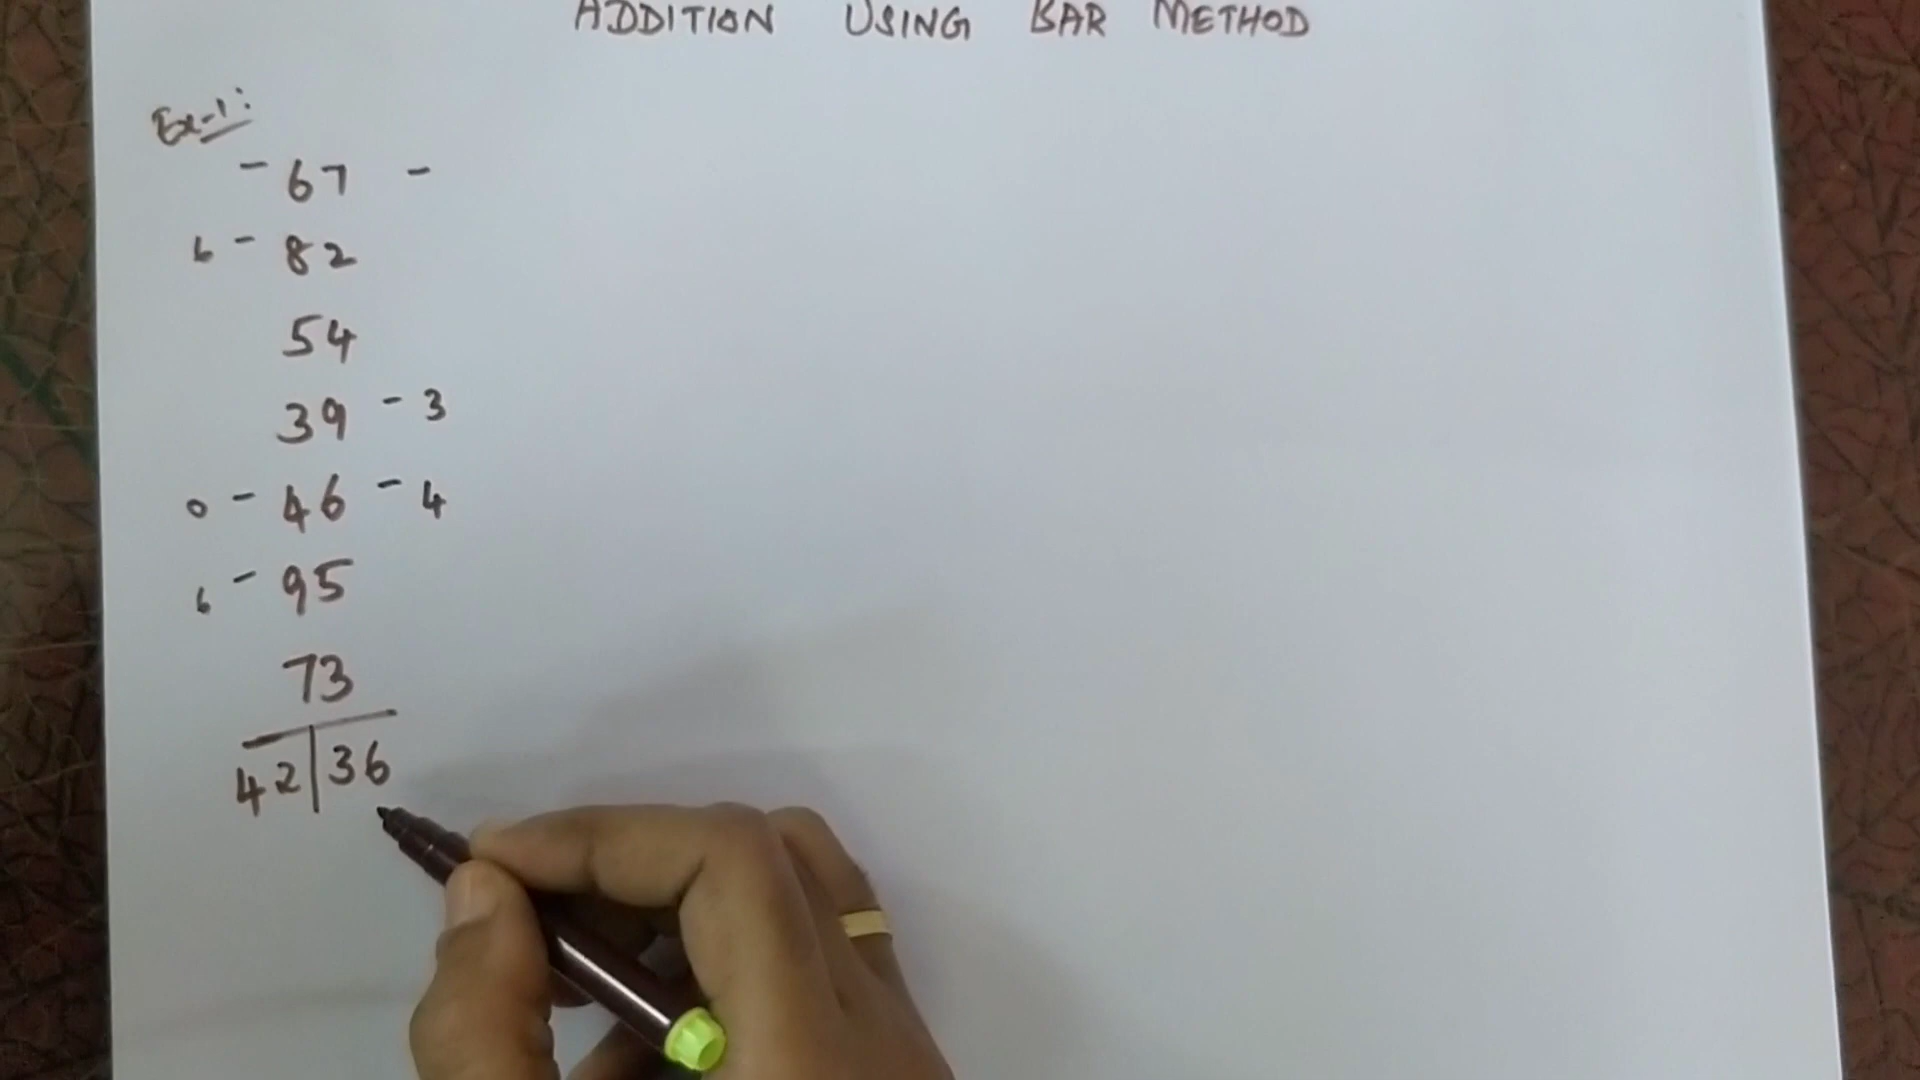 ADDITION USING BAR METHOD
Ex-1:
- 67 -
6 - 82
54
39 - 3
0 - 46 - 4
6 - 95
73
42|36